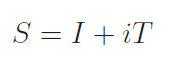 S = I + iT